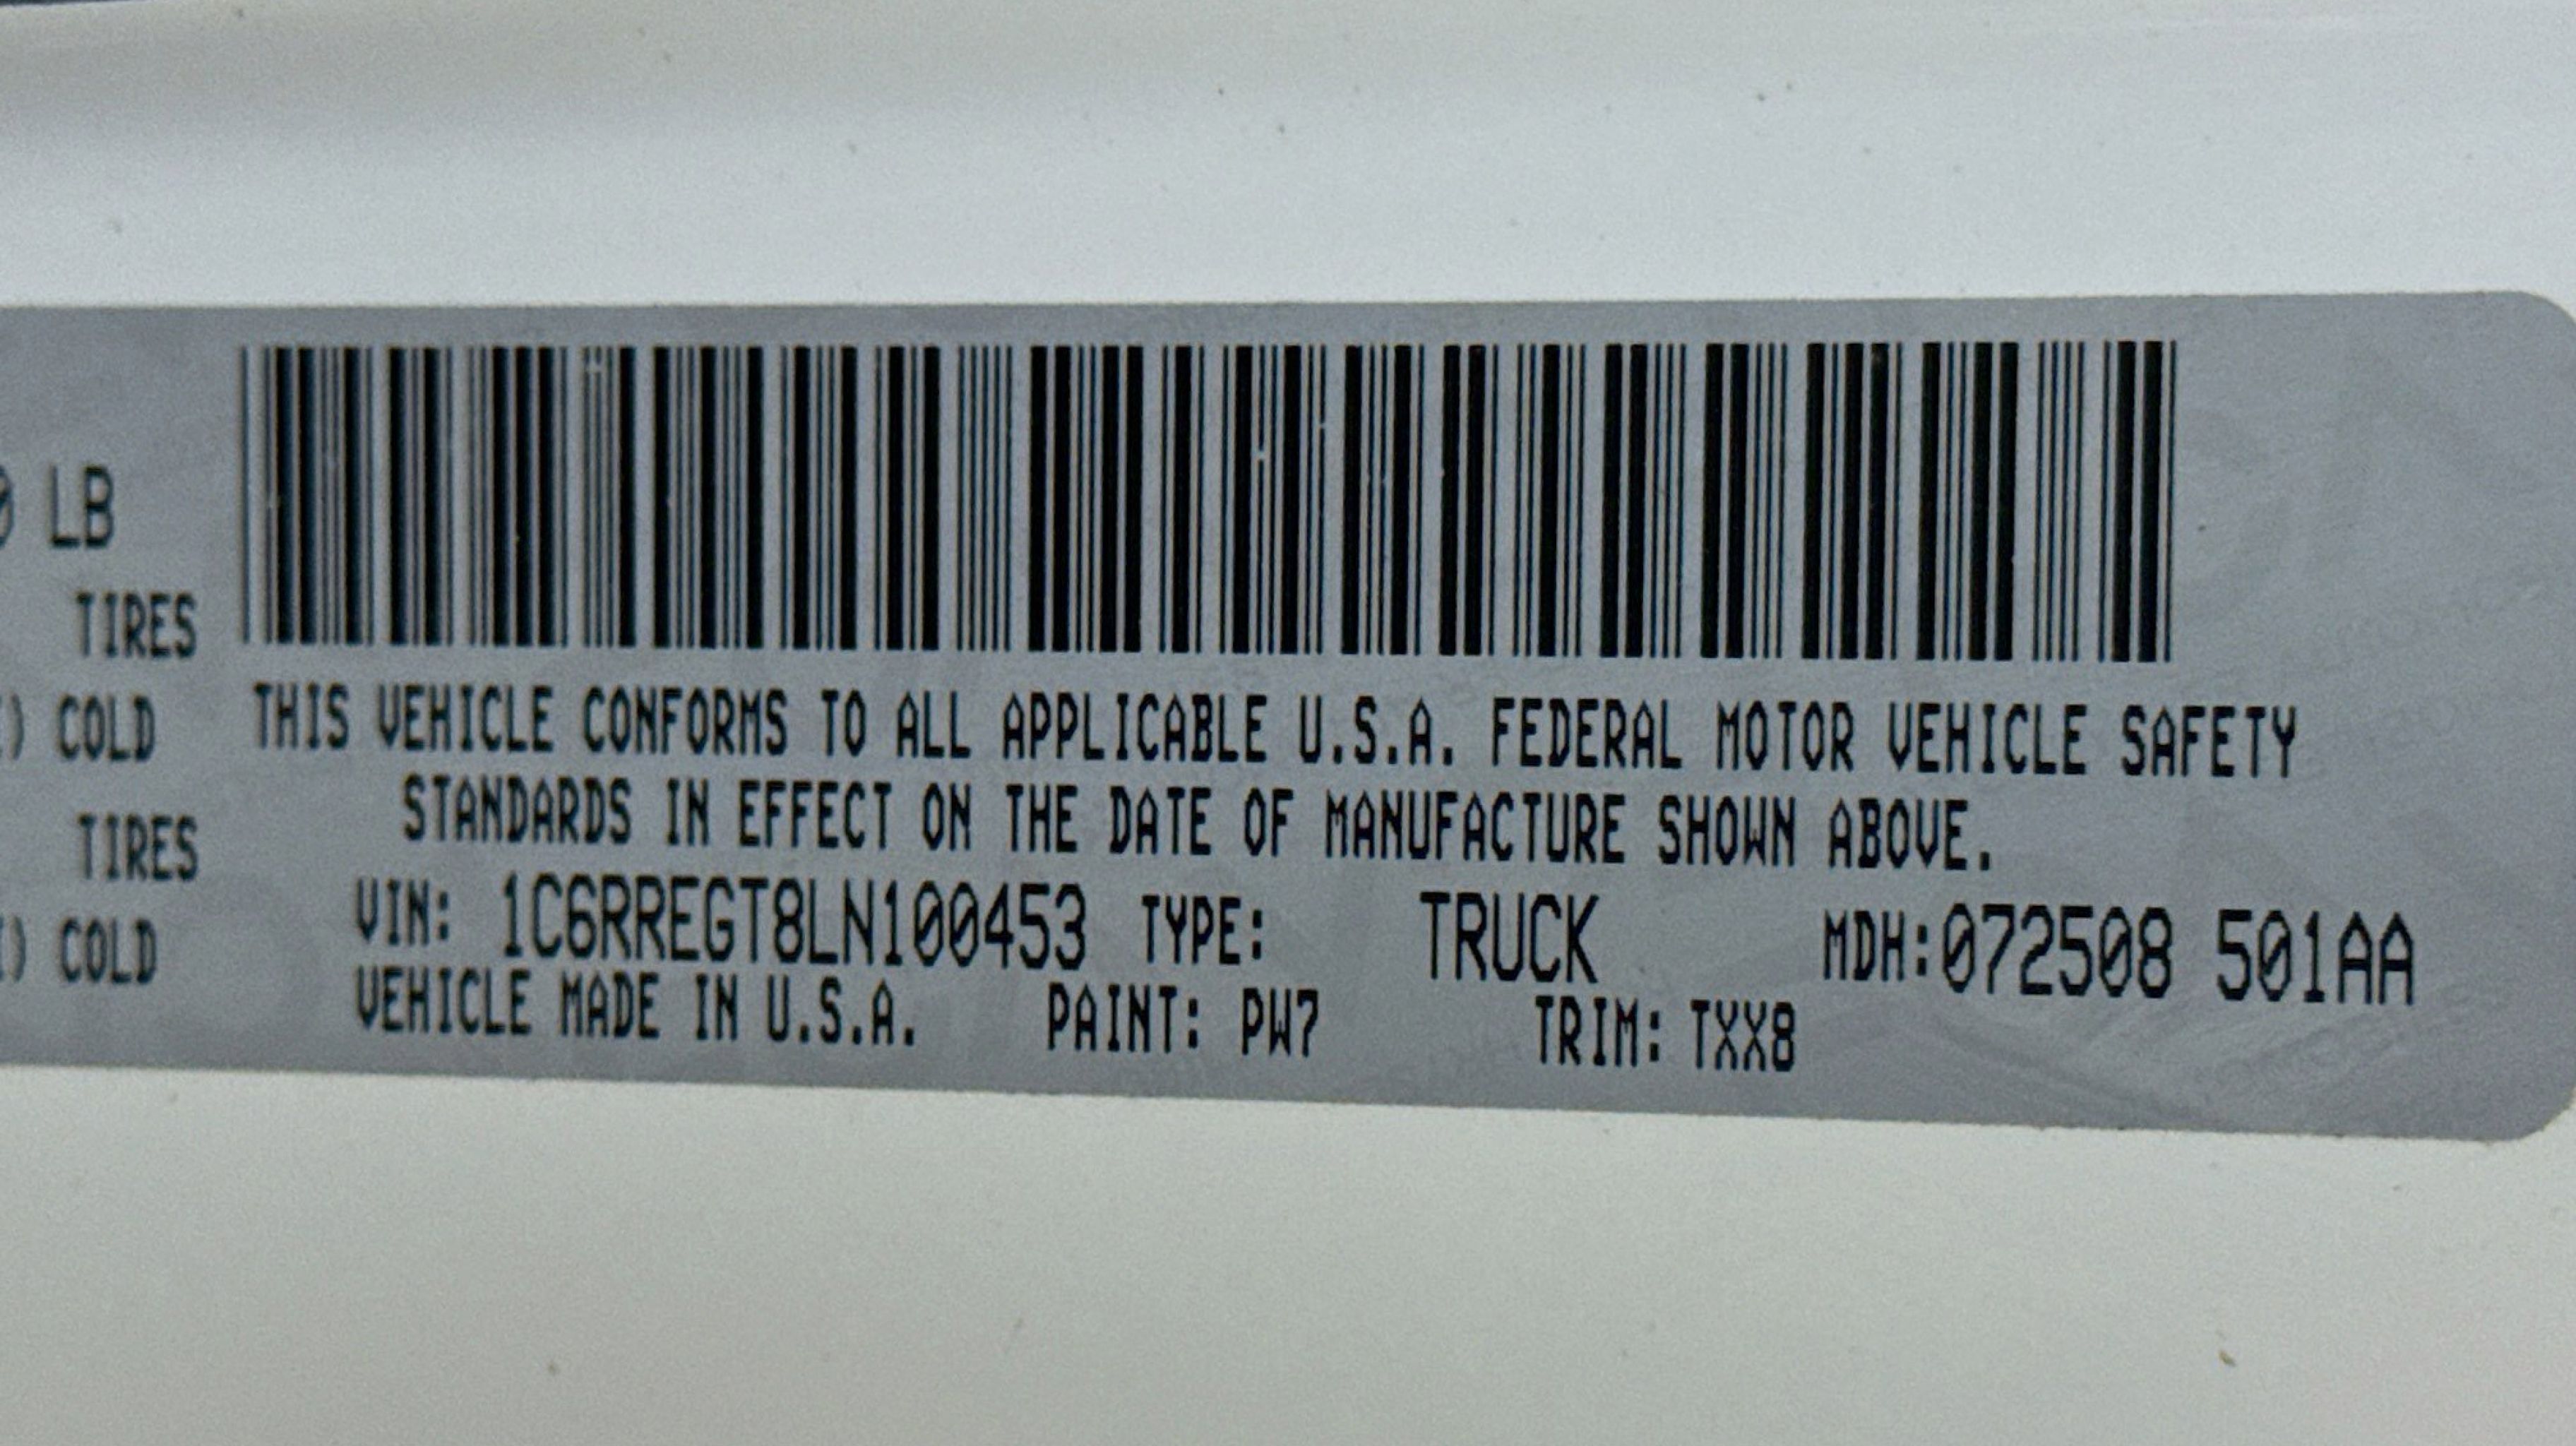 0 LB
TIRES
) COLD
TIRES
) COLD
THIS VEHICLE CONFORMS TO ALL APPLICABLE U.S.A. FEDERAL MOTOR VEHICLE SAFETY
STANDARDS IN EFFECT ON THE DATE OF MANUFACTURE SHOWN ABOVE.
VIN: 1C6RREGT8LN100453 TYPE: TRUCK MDH:072508 501AA
VEHICLE MADE IN U.S.A. PAINT: PW7 TRIM: TXX8